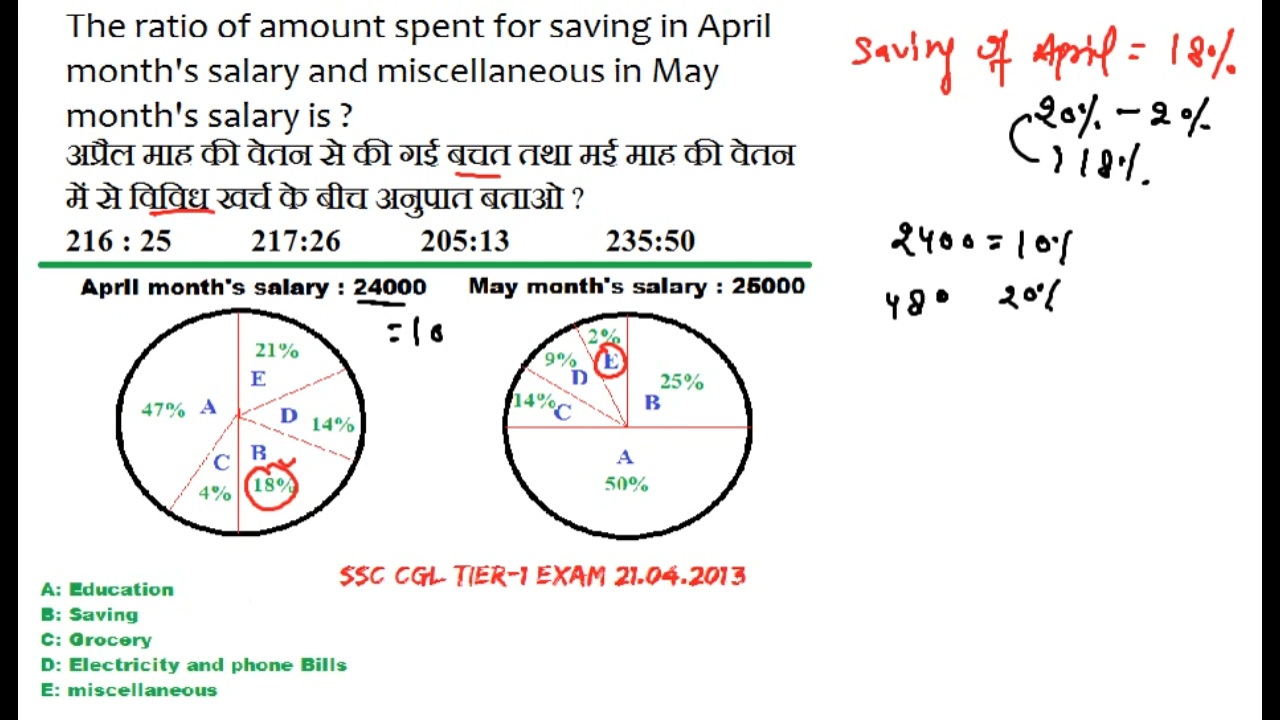 The ratio of amount spent for saving in April
month's salary and miscellaneous in May
month's salary is ?
अप्रैल माह की वेतन से की गई बचत तथा मई माह की वेतन
में से विविध खर्च के बीच अनुपात बताओ ?
216 : 25 217:26 205:13 235:50
Saving of April = 18%
20% - 2%
18%.
2400 = 10%
480 20%
April month's salary : 24000
= 10
May month's salary : 25000
21%
E
47% A
D 14%
B
C
4% 18%
2%
9% E
D
25%
14% C B
A
50%
SSC CGL TIER-1 EXAM 21.04.2013
A: Education
B: Saving
C: Grocery
D: Electricity and phone Bills
E: miscellaneous